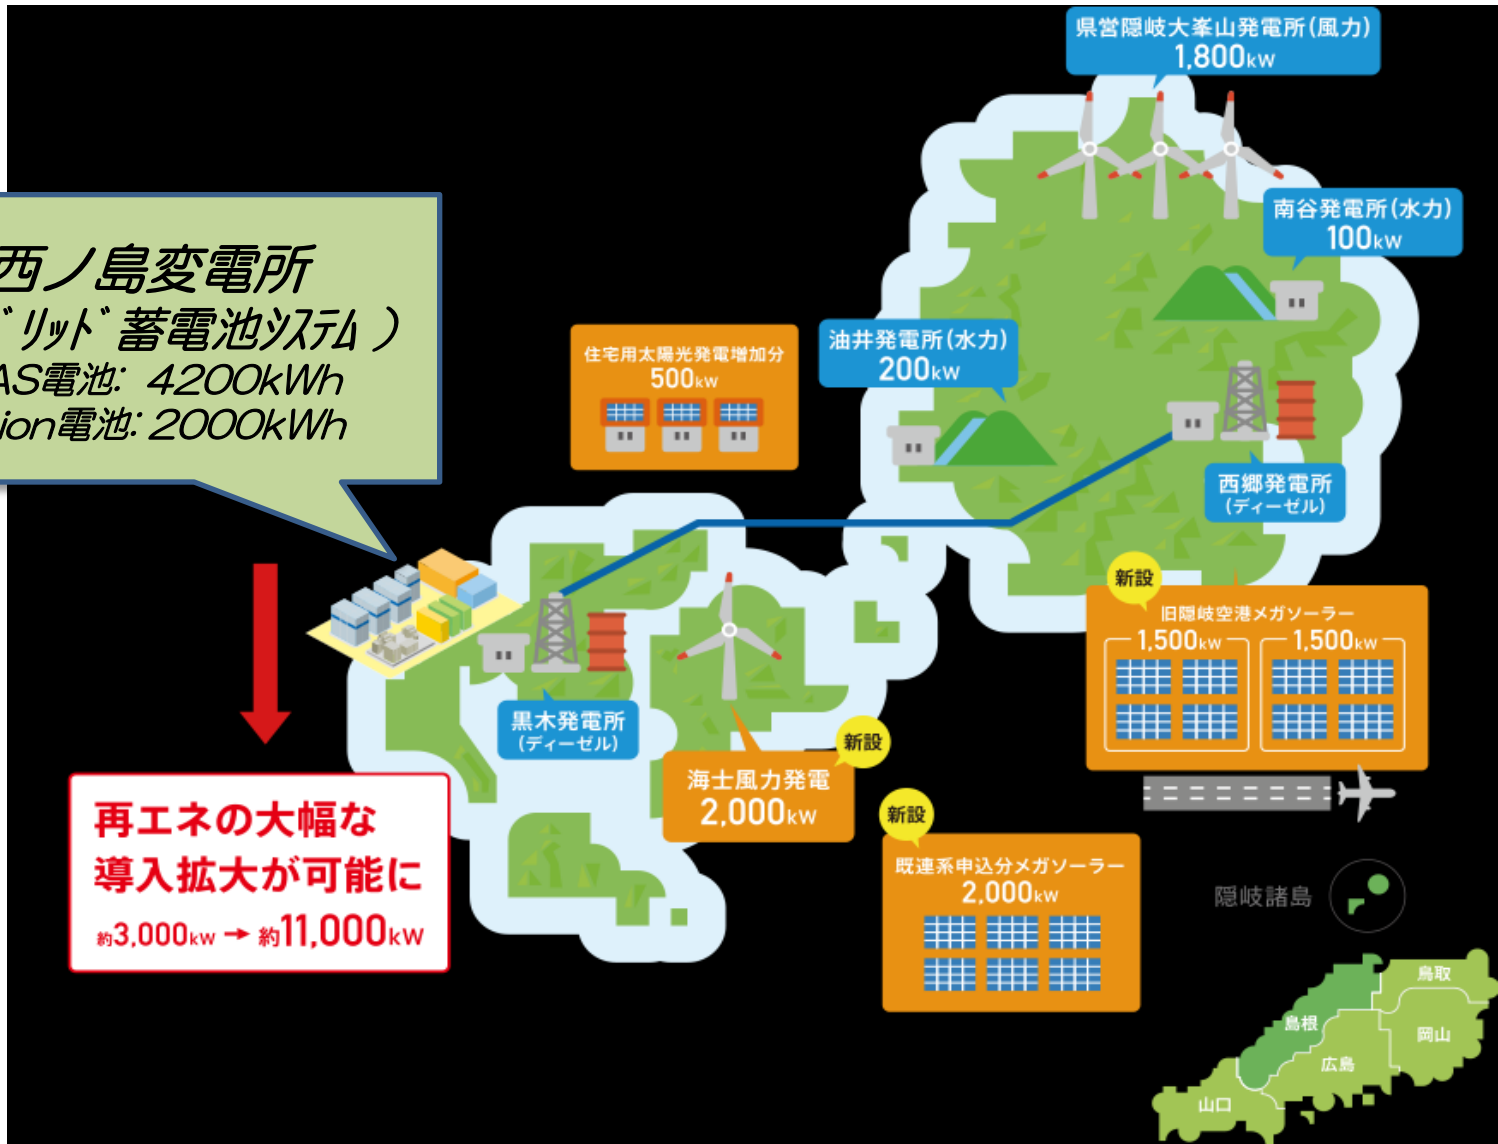 県営隠岐大峯山発電所(風力)
1,800kW
南谷発電所(水力)
100kW
西ノ島変電所
ﾞﾘｯﾄﾞ蓄電池ｼｽﾃﾑ)
AS電池: 4200kWh
ion電池: 2000kWh
住宅用太陽光発電増加分
500kW
油井発電所(水力)
200kW
西郷発電所
(ディーゼル)
新設
旧隠岐空港メガソーラー
1,500kW
1,500kW
黒木発電所
(ディーゼル)
新設
海士風力発電
2,000kW
再エネの大幅な
導入拡大が可能に
約3,000kW → 約11,000kW
新設
既連系申込分メガソーラー
2,000kW
隠岐諸島
鳥取
島根
岡山
広島
山口